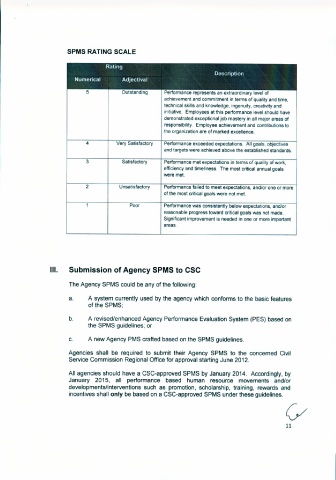 SPMS RATING SCALE
Rating
Description
Numerical Adjectival
5 Outstanding Performance represents an extraordinary level of
achievement and commitment in terms of quality and time,
technical skills and knowledge, ingenuity, creativity and
initiative. Employees at this performance level should have
demonstrated exceptional job mastery in all major areas of
responsibility. Employee achievement and contributions to
the organization are of marked excellence.
4 Very Satisfactory Performance exceeded expectations. All goals, objectives
and targets were achieved above the established standards.
3 Satisfactory Performance met expectations in terms of quality of work,
efficiency and timeliness. The most critical annual goals
were met.
2 Unsatisfactory Performance failed to meet expectations, and/or one or more
of the most critical goals were not met.
1 Poor Performance was consistently below expectations, and/or
reasonable progress toward critical goals was not made.
Significant improvement is needed in one or more important
areas.
III. Submission of Agency SPMS to CSC
The Agency SPMS could be any of the following:
a. A system currently used by the agency which conforms to the basic features
of the SPMS;
b. A revised/enhanced Agency Performance Evaluation System (PES) based on
the SPMS guidelines; or
c. A new Agency PMS crafted based on the SPMS guidelines.
Agencies shall be required to submit their Agency SPMS to the concerned Civil
Service Commission Regional Office for approval starting June 2012.
All agencies should have a CSC-approved SPMS by January 2014. Accordingly, by
January 2015, all performance based human resource movements and/or
developments/interventions such as promotion, scholarship, training, rewards and
incentives shall only be based on a CSC-approved SPMS under these guidelines.
11